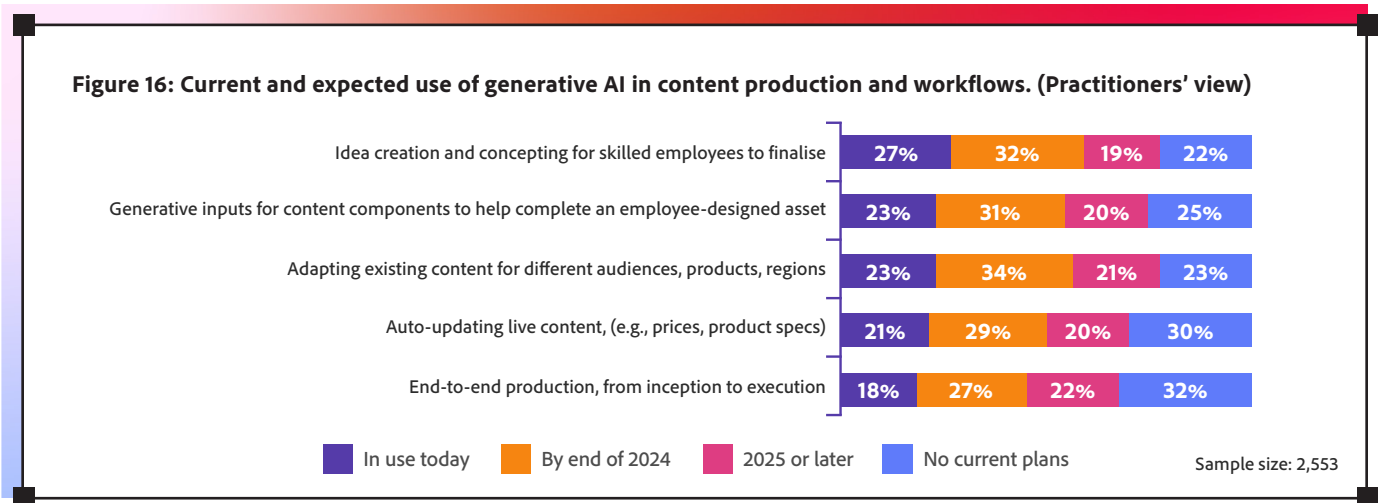 Figure 16: Current and expected use of generative AI in content production and workflows. (Practitioners’ view)
Idea creation and concepting for skilled employees to finalise 27% 32% 19% 22%
Generative inputs for content components to help complete an employee-designed asset 23% 31% 20% 25%
Adapting existing content for different audiences, products, regions 23% 34% 21% 23%
Auto-updating live content, (e.g., prices, product specs) 21% 29% 20% 30%
End-to-end production, from inception to execution 18% 27% 22% 32%
In use today By end of 2024 2025 or later No current plans
Sample size: 2,553